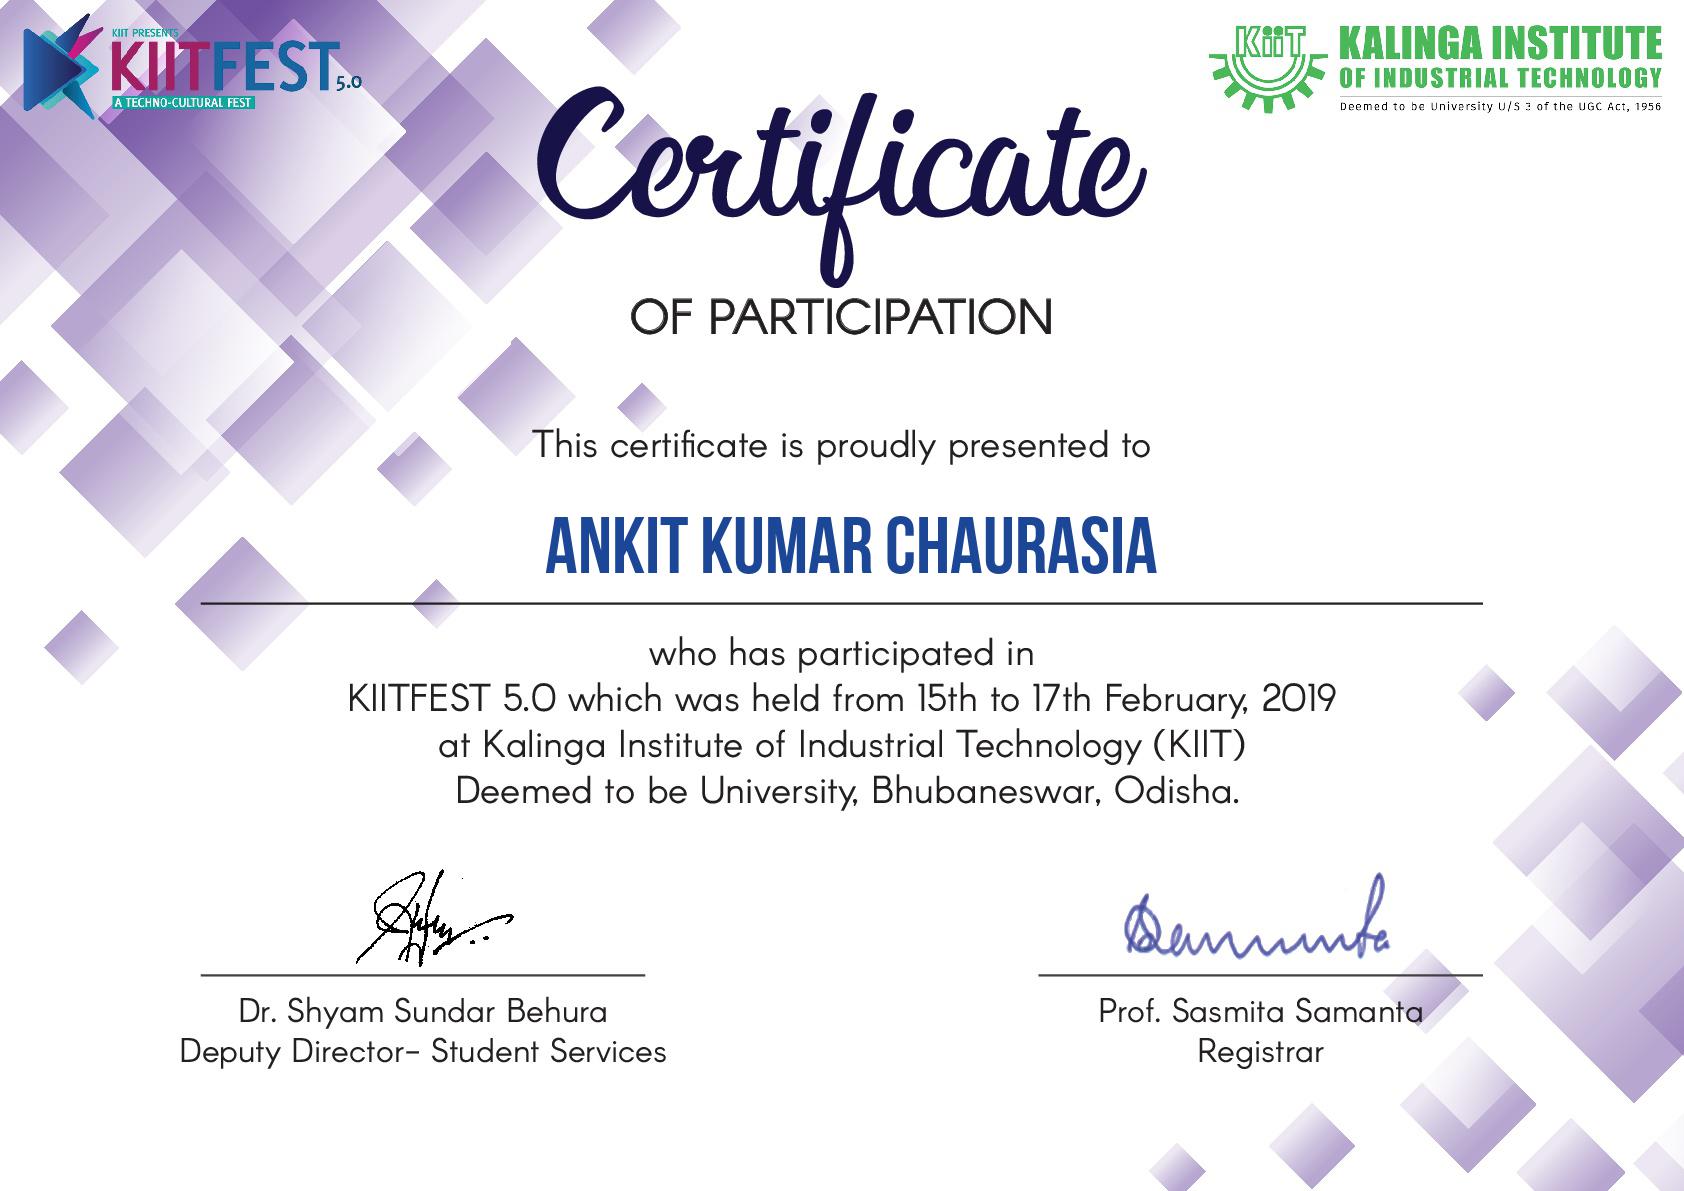 KIIT PRESENTS
KIITFEST 5.0
A TECHNO-CULTURAL FEST
KiiT
KALINGA INSTITUTE
OF INDUSTRIAL TECHNOLOGY
Deemed to be University U/S 3 of the UGC Act, 1956
Certificate
OF PARTICIPATION
This certificate is proudly presented to
ANKIT KUMAR CHAURASIA
who has participated in
KIITFEST 5.0 which was held from 15th to 17th February, 2019
at Kalinga Institute of Industrial Technology (KIIT)
Deemed to be University, Bhubaneswar, Odisha.
Dr. Shyam Sundar Behura
Deputy Director- Student Services
Prof. Sasmita Samanta
Registrar